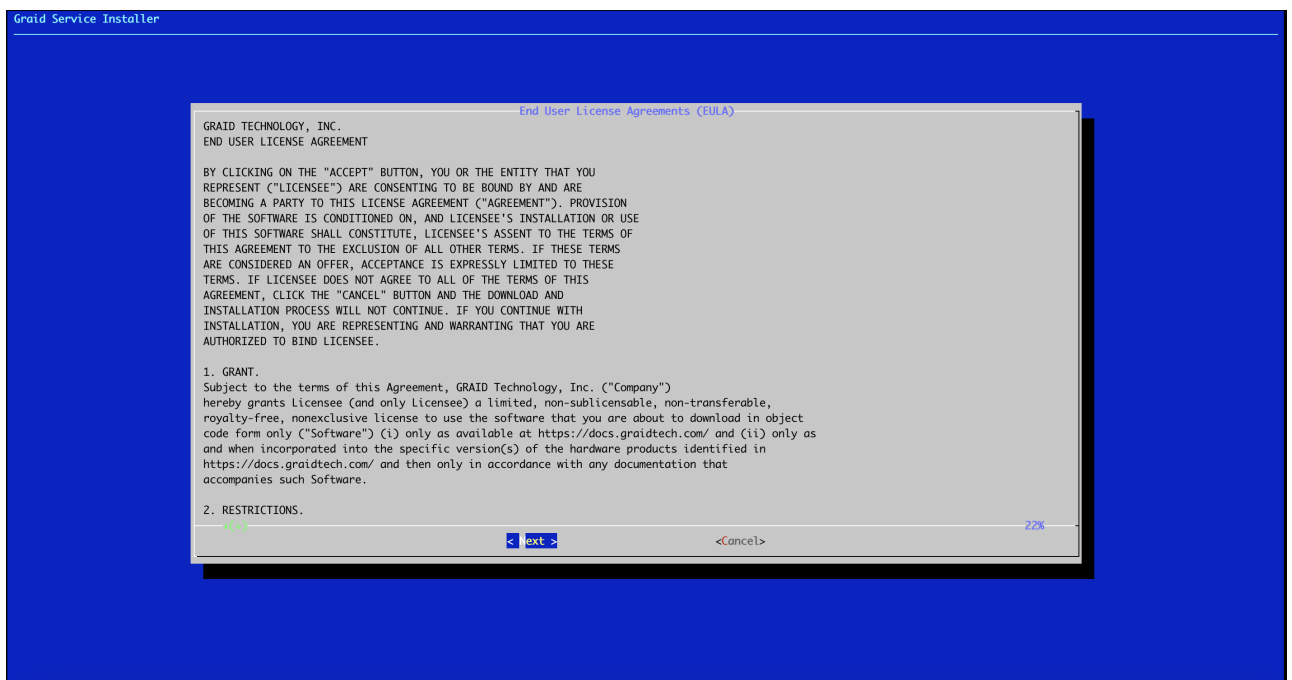 Graid Service Installer
End User License Agreements (EULA)
GRAID TECHNOLOGY, INC.
END USER LICENSE AGREEMENT
BY CLICKING ON THE "ACCEPT" BUTTON, YOU OR THE ENTITY THAT YOU
REPRESENT ("LICENSEE") ARE CONSENTING TO BE BOUND BY AND ARE
BECOMING A PARTY TO THIS LICENSE AGREEMENT ("AGREEMENT"). PROVISION
OF THE SOFTWARE IS CONDITIONED ON, AND LICENSEE'S INSTALLATION OR USE
OF THIS SOFTWARE SHALL CONSTITUTE, LICENSEE'S ASSENT TO THE TERMS OF
THIS AGREEMENT TO THE EXCLUSION OF ALL OTHER TERMS. IF THESE TERMS
ARE CONSIDERED AN OFFER, ACCEPTANCE IS EXPRESSLY LIMITED TO THESE
TERMS. IF LICENSEE DOES NOT AGREE TO ALL OF THE TERMS OF THIS
AGREEMENT, CLICK THE "CANCEL" BUTTON AND THE DOWNLOAD AND
INSTALLATION PROCESS WILL NOT CONTINUE. IF YOU CONTINUE WITH
INSTALLATION, YOU ARE REPRESENTING AND WARRANTING THAT YOU ARE
AUTHORIZED TO BIND LICENSEE.
1. GRANT.
Subject to the terms of this Agreement, GRAID Technology, Inc. ("Company")
hereby grants Licensee (and only Licensee) a limited, non-sublicensable, non-transferable,
royalty-free, nonexclusive license to use the software that you are about to download in object
code form only ("Software") (i) only as available at https://docs.graidtech.com/ and (ii) only as
and when incorporated into the specific version(s) of the hardware products identified in
https://docs.graidtech.com/ and then only in accordance with any documentation that
accompanies such Software.
2. RESTRICTIONS.
22%
< Next > <Cancel>